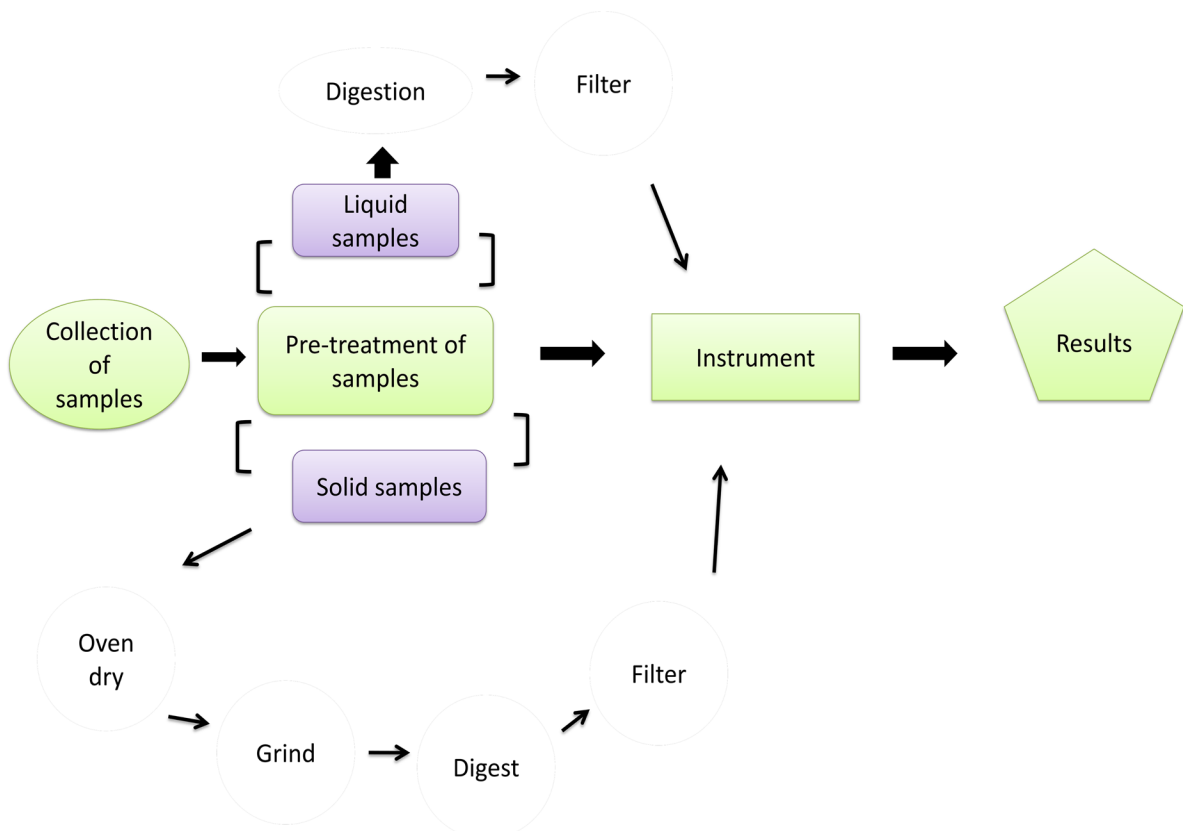 Digestion
Filter
Liquid
samples
Collection
of
samples
Pre-treatment of
samples
Instrument
Results
Solid samples
Oven
dry
Grind
Digest
Filter